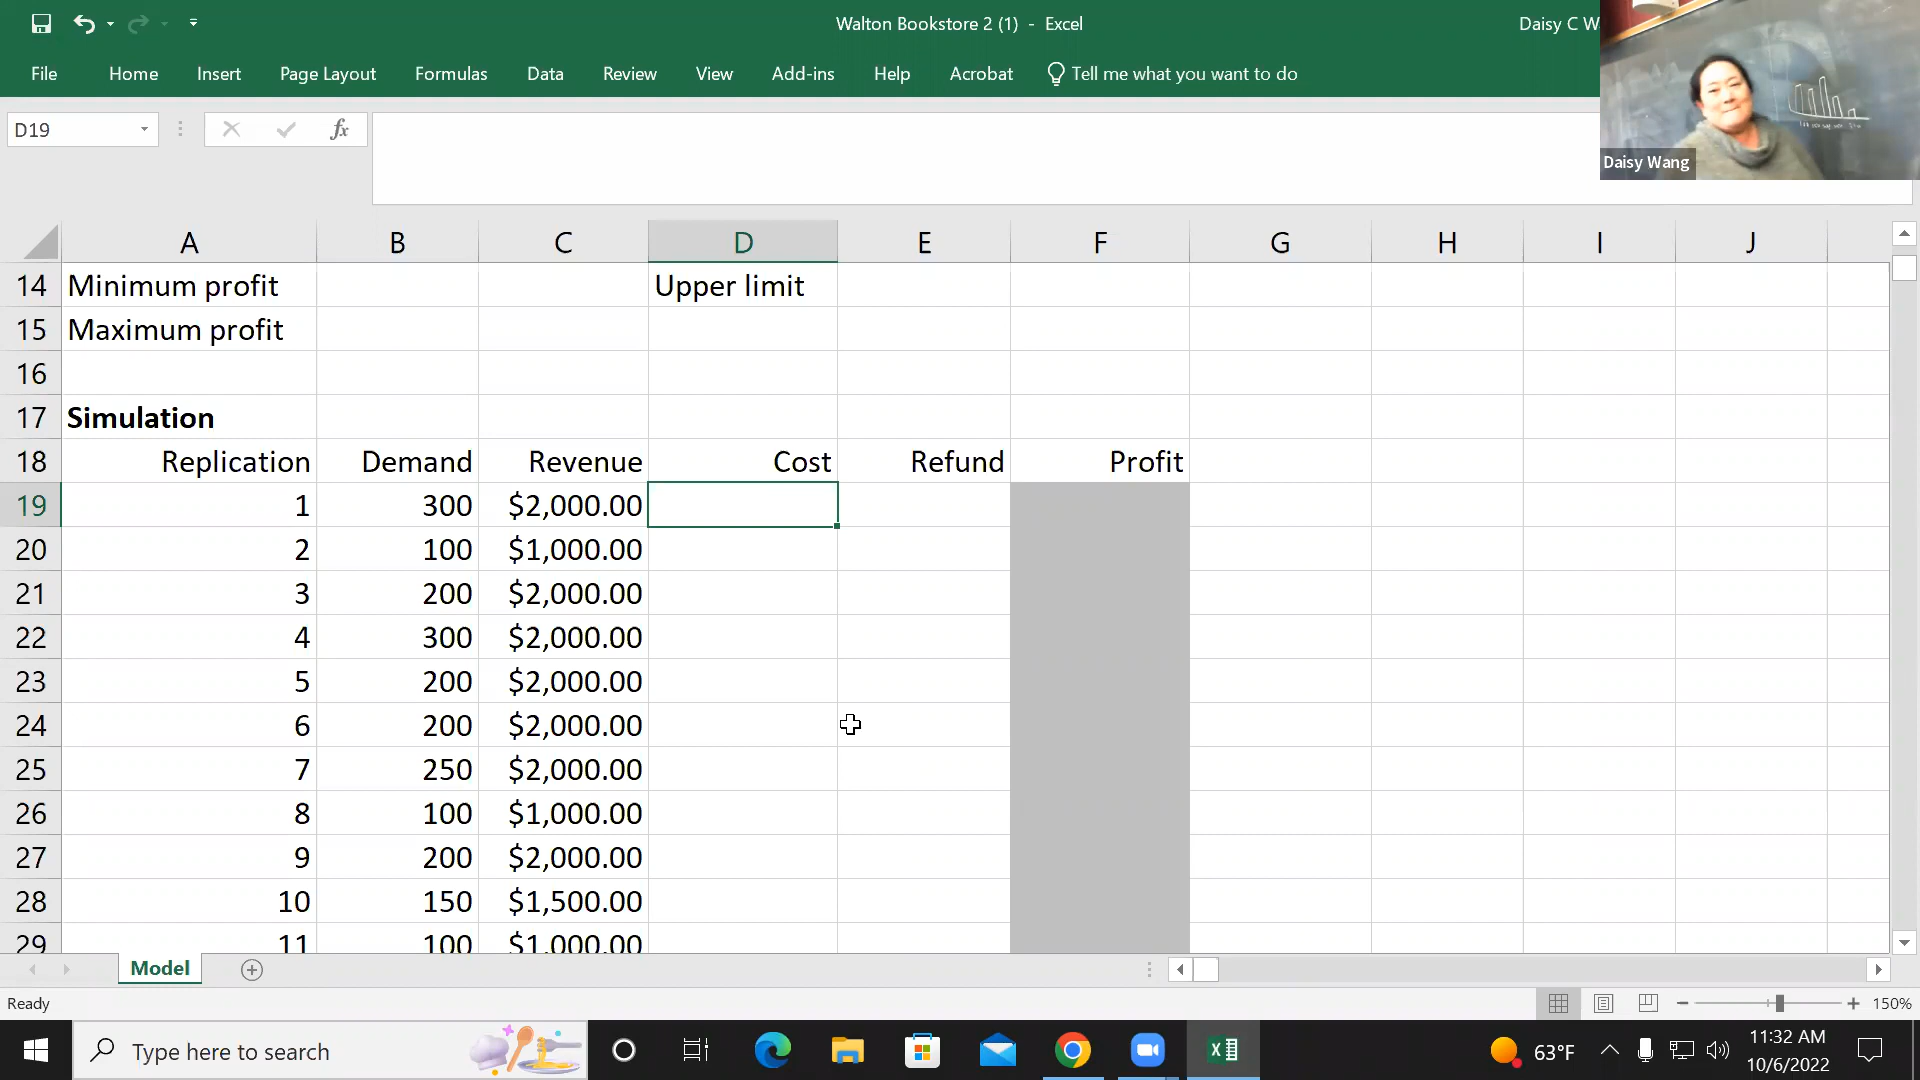 Walton Bookstore 2 (1) - Excel
Daisy C W
File Home Insert Page Layout Formulas Data Review View Add-ins Help Acrobat Tell me what you want to do
D19 fx
Daisy Wang
A B C D E F G H I J
14 Minimum profit Upper limit
15 Maximum profit
16
17 Simulation
18 Replication Demand Revenue Cost Refund Profit
19 1 300 $2,000.00
20 2 100 $1,000.00
21 3 200 $2,000.00
22 4 300 $2,000.00
23 5 200 $2,000.00
24 6 200 $2,000.00
25 7 250 $2,000.00
26 8 100 $1,000.00
27 9 200 $2,000.00
28 10 150 $1,500.00
29 11 100 $1,000.00
Model
Ready 150%
Type here to search 63°F 11:32 AM
10/6/2022